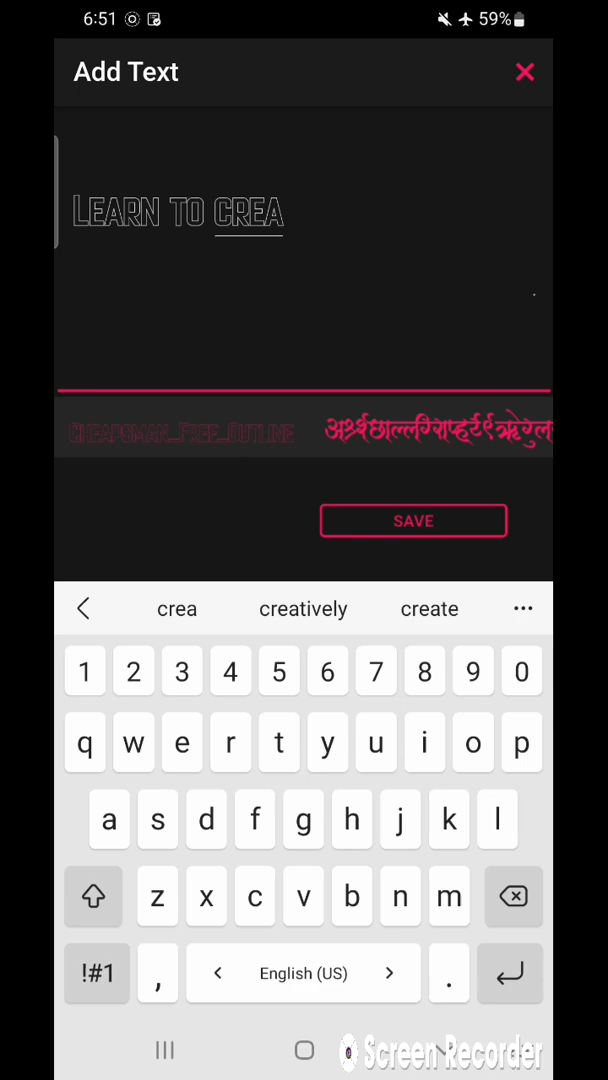 6:51
59%
Add Text
LEARN TO CREA
CHEAPSMAN_FREE_OUTLINE
SAVE
crea creatively create ...
1 2 3 4 5 6 7 8 9 0
q w e r t y u i o p
a s d f g h j k l
z x c v b n m
!#1 , < English (US) > .
Screen Recorder